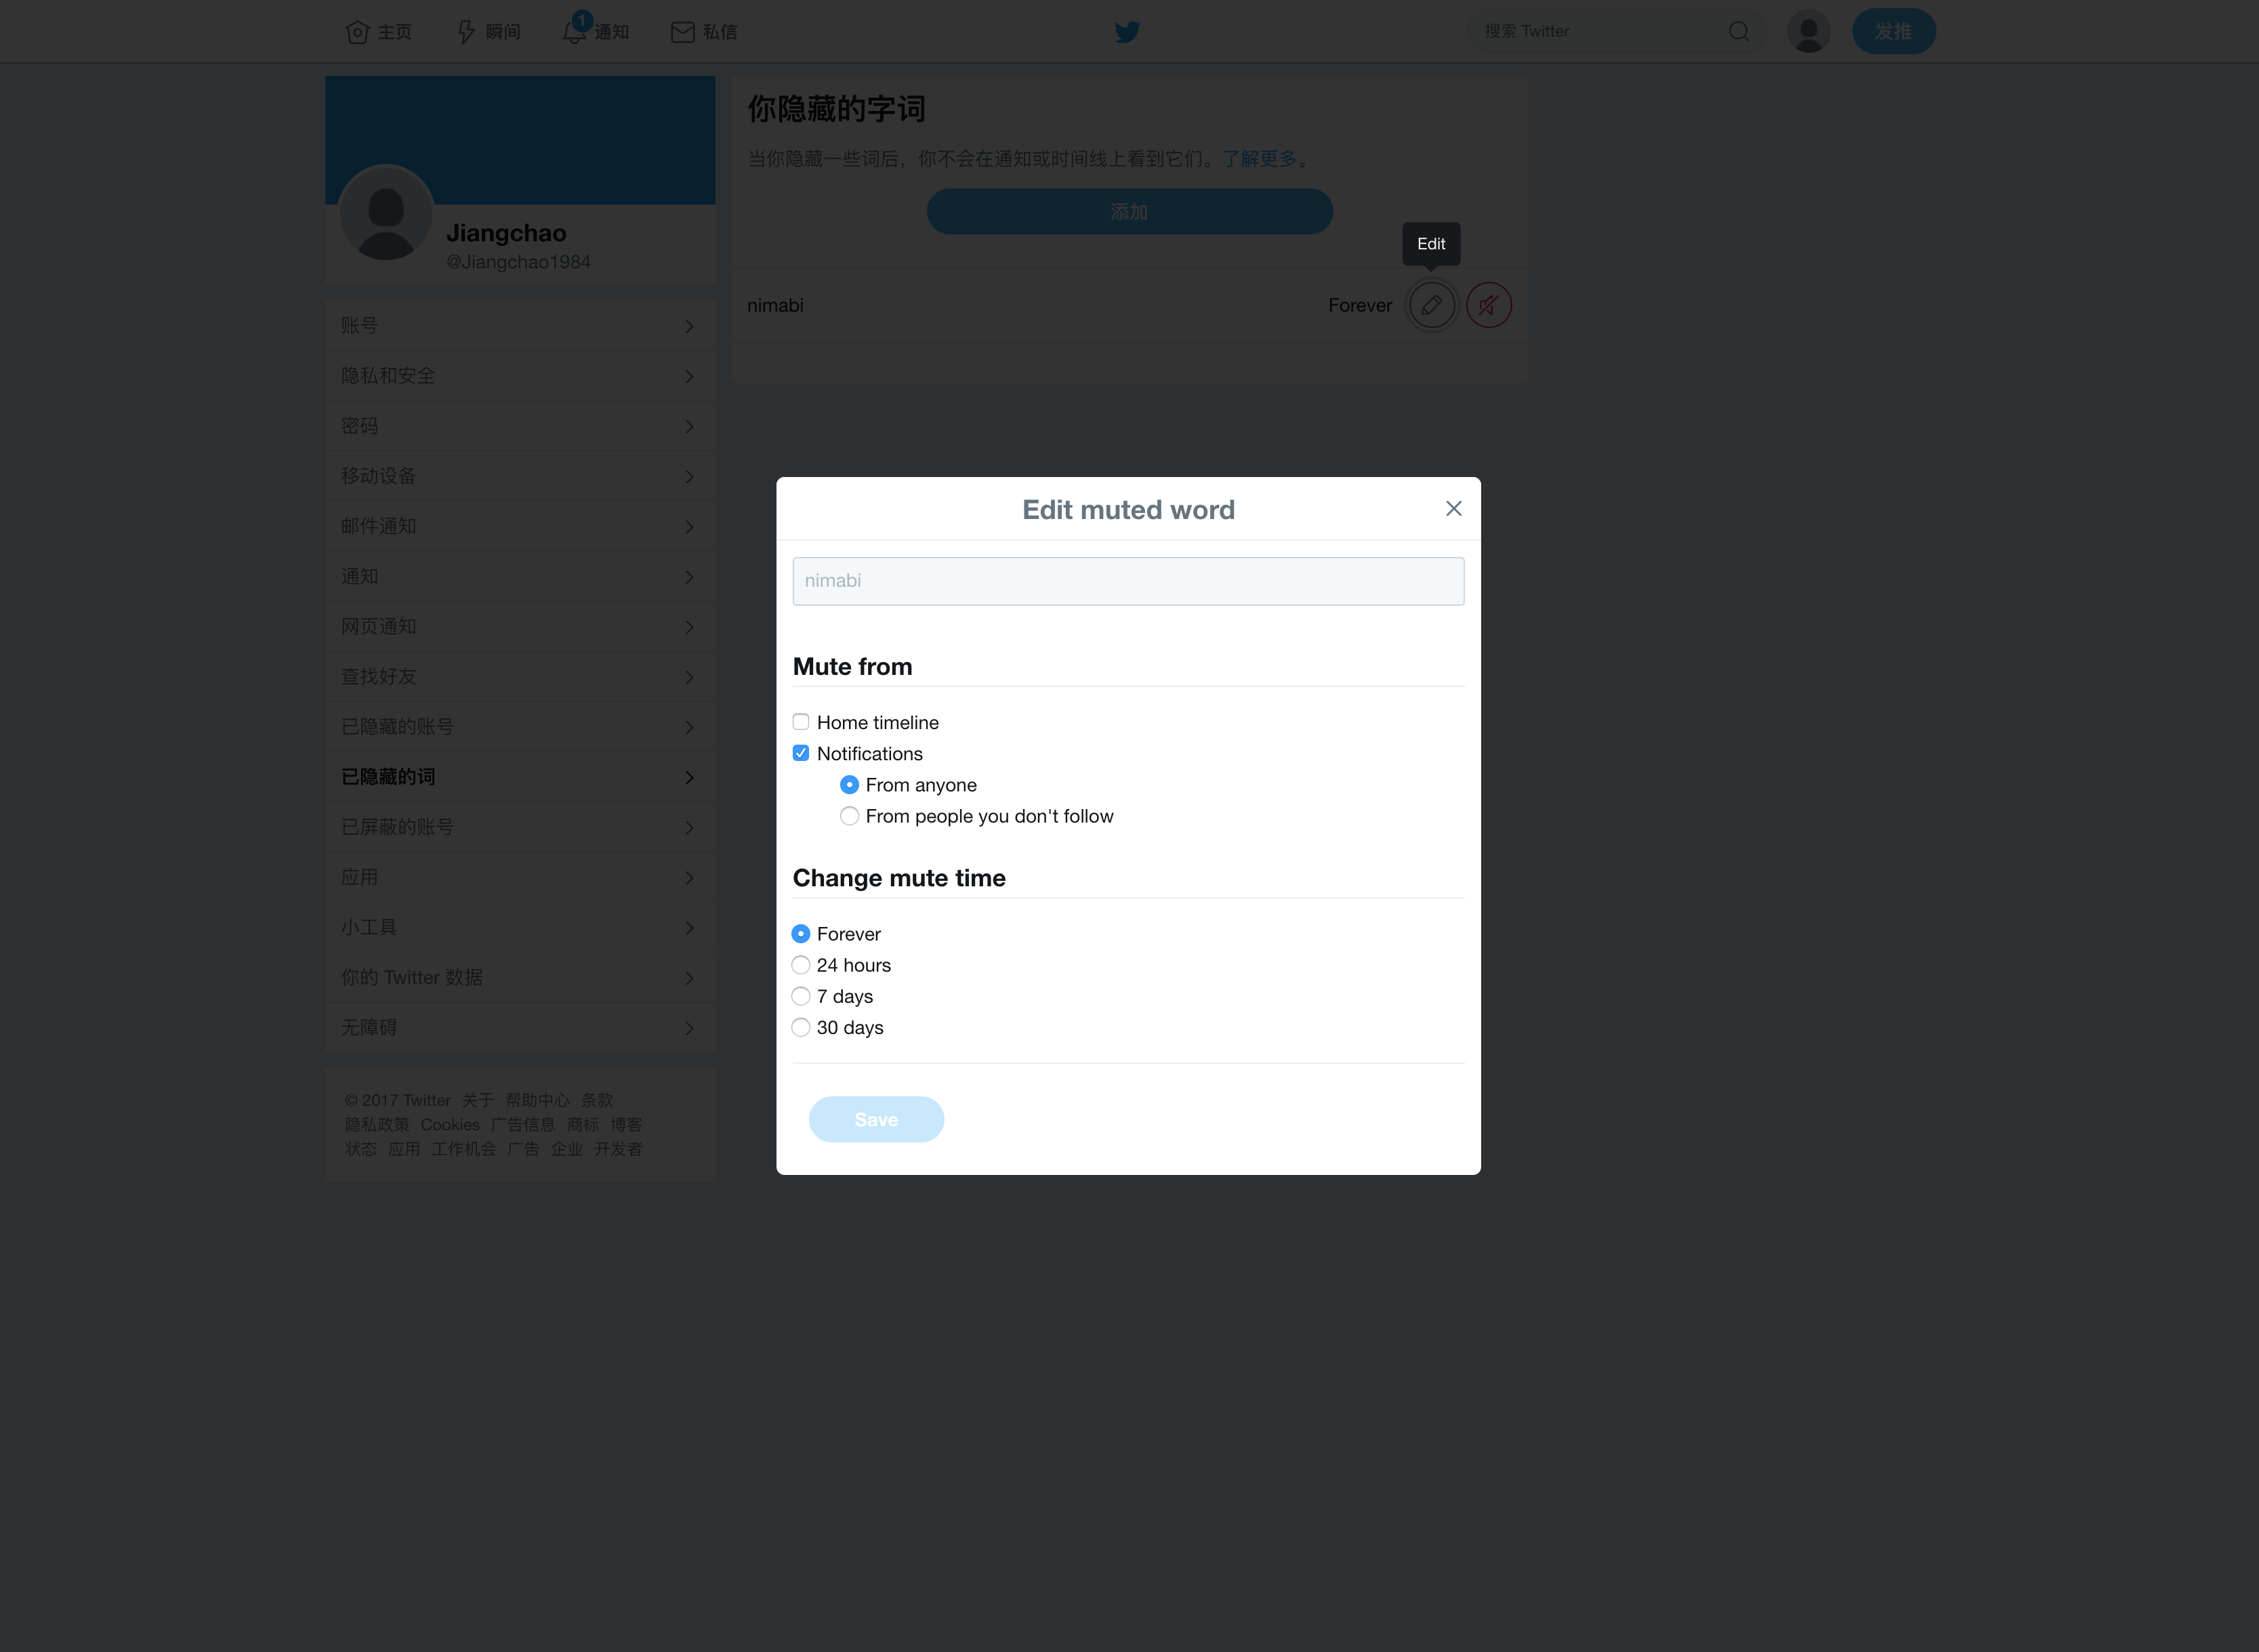 主页 瞬间 1 通知 私信 搜索 Twitter 发推
Jiangchao
@Jiangchao1984
账号
隐私和安全
密码
移动设备
邮件通知
通知
网页通知
查找好友
已隐藏的账号
已隐藏的词
已屏蔽的账号
应用
小工具
你的 Twitter 数据
无障碍
© 2017 Twitter 关于 帮助中心 条款
隐私政策 Cookies 广告信息 商标 博客
状态 应用 工作机会 广告 企业 开发者
你隐藏的字词
当你隐藏一些词后，你不会在通知或时间线上看到它们。了解更多。
添加
Edit
nimabi Forever
Edit muted word
nimabi
Mute from
Home timeline
Notifications
From anyone
From people you don't follow
Change mute time
Forever
24 hours
7 days
30 days
Save